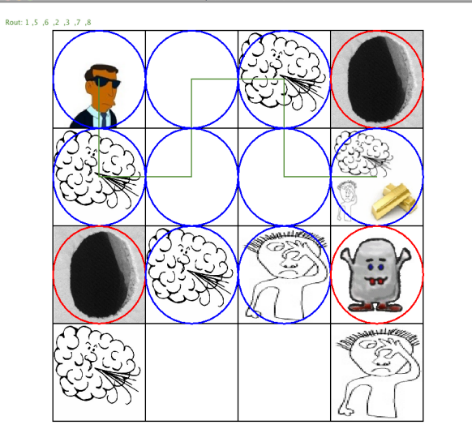 Rout: 1 ,5 ,6 ,2 ,3 ,7 ,8